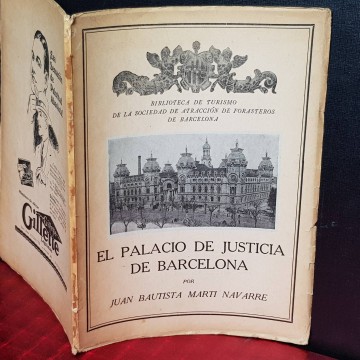 BIBLIOTECA DE TURISMO
DE LA SOCIEDAD DE ATRACCIÓN DE FORASTEROS
DE BARCELONA
EL PALACIO DE JUSTICIA
DE BARCELONA
POR
JUAN BAUTISTA MARTI NAVARRE
Gillette